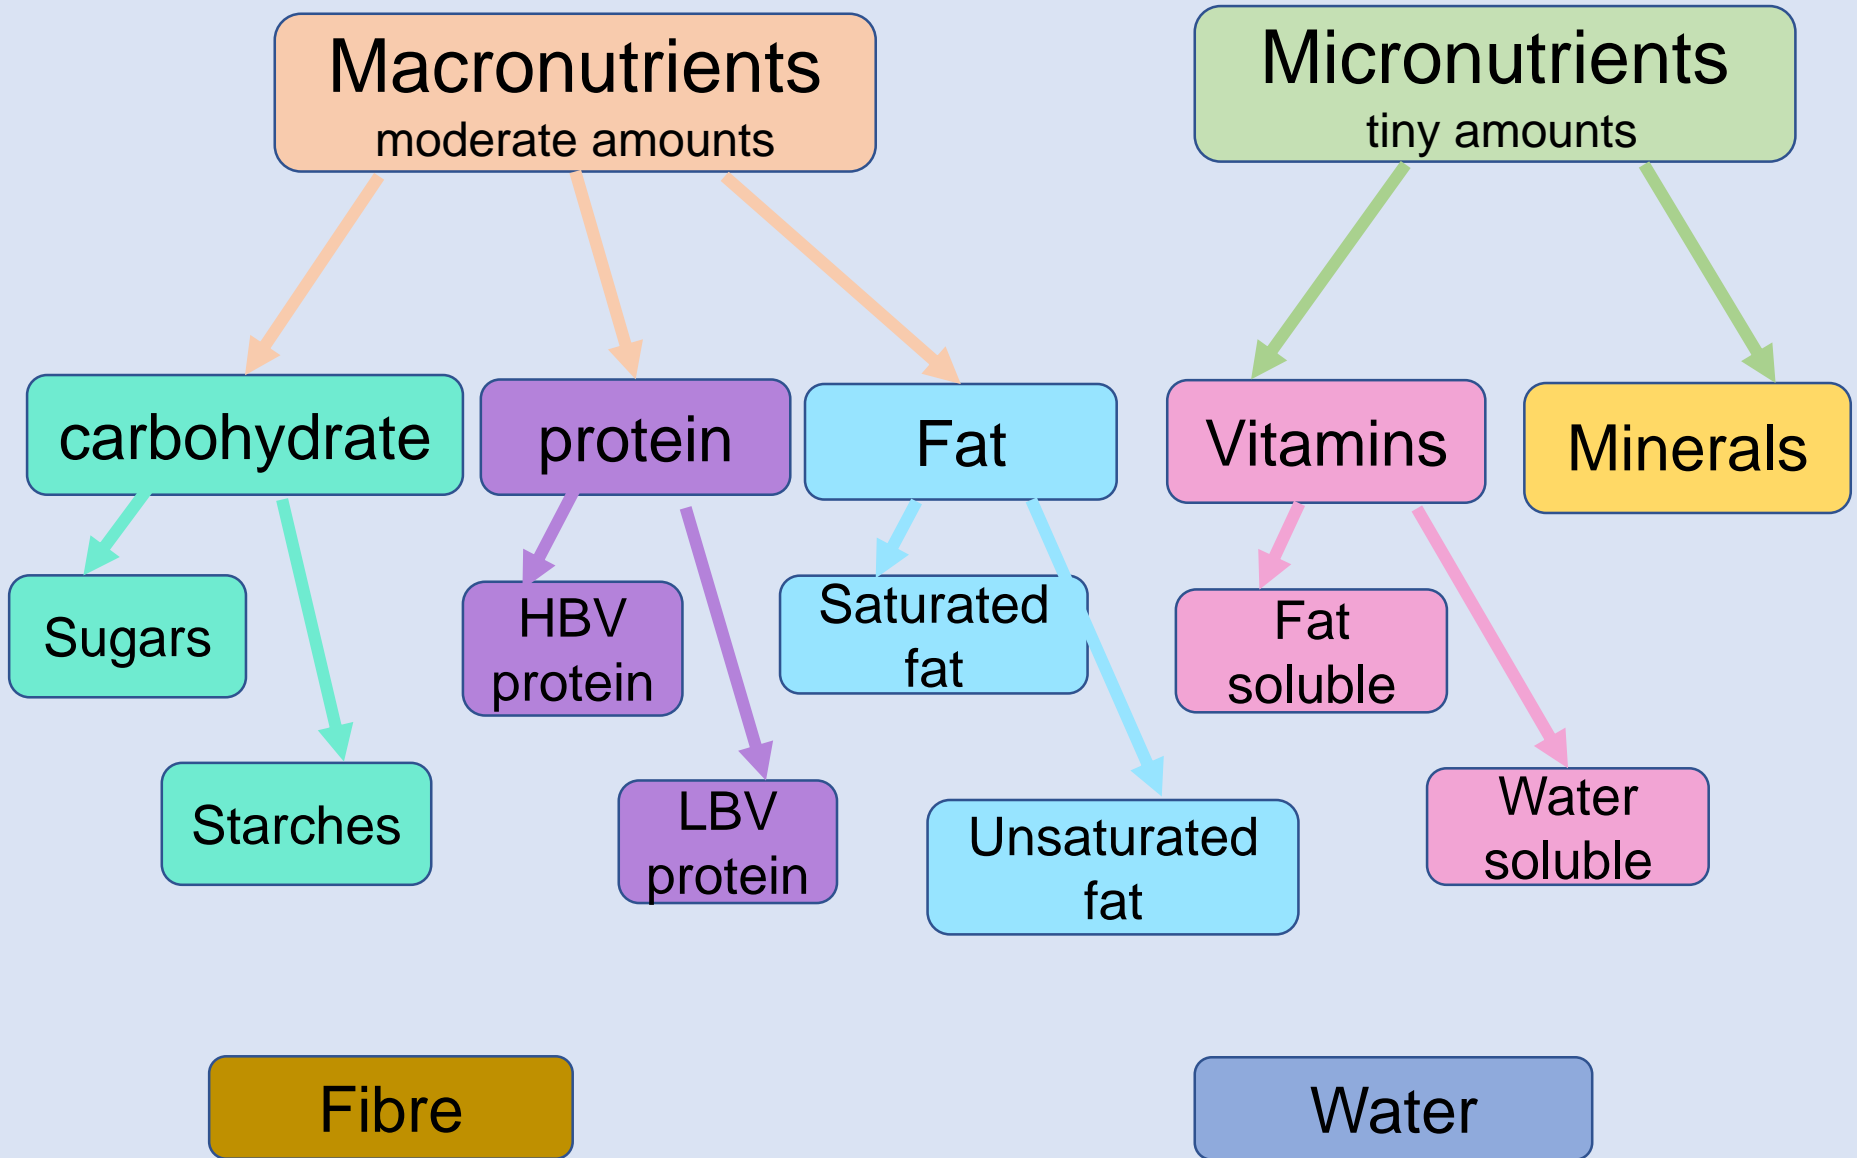 Macronutrients
moderate amounts
Micronutrients
tiny amounts
carbohydrate
protein
Fat
Vitamins
Minerals
Sugars
HBV
protein
Saturated
fat
Fat
soluble
Starches
LBV
protein
Unsaturated
fat
Water
soluble
Fibre
Water